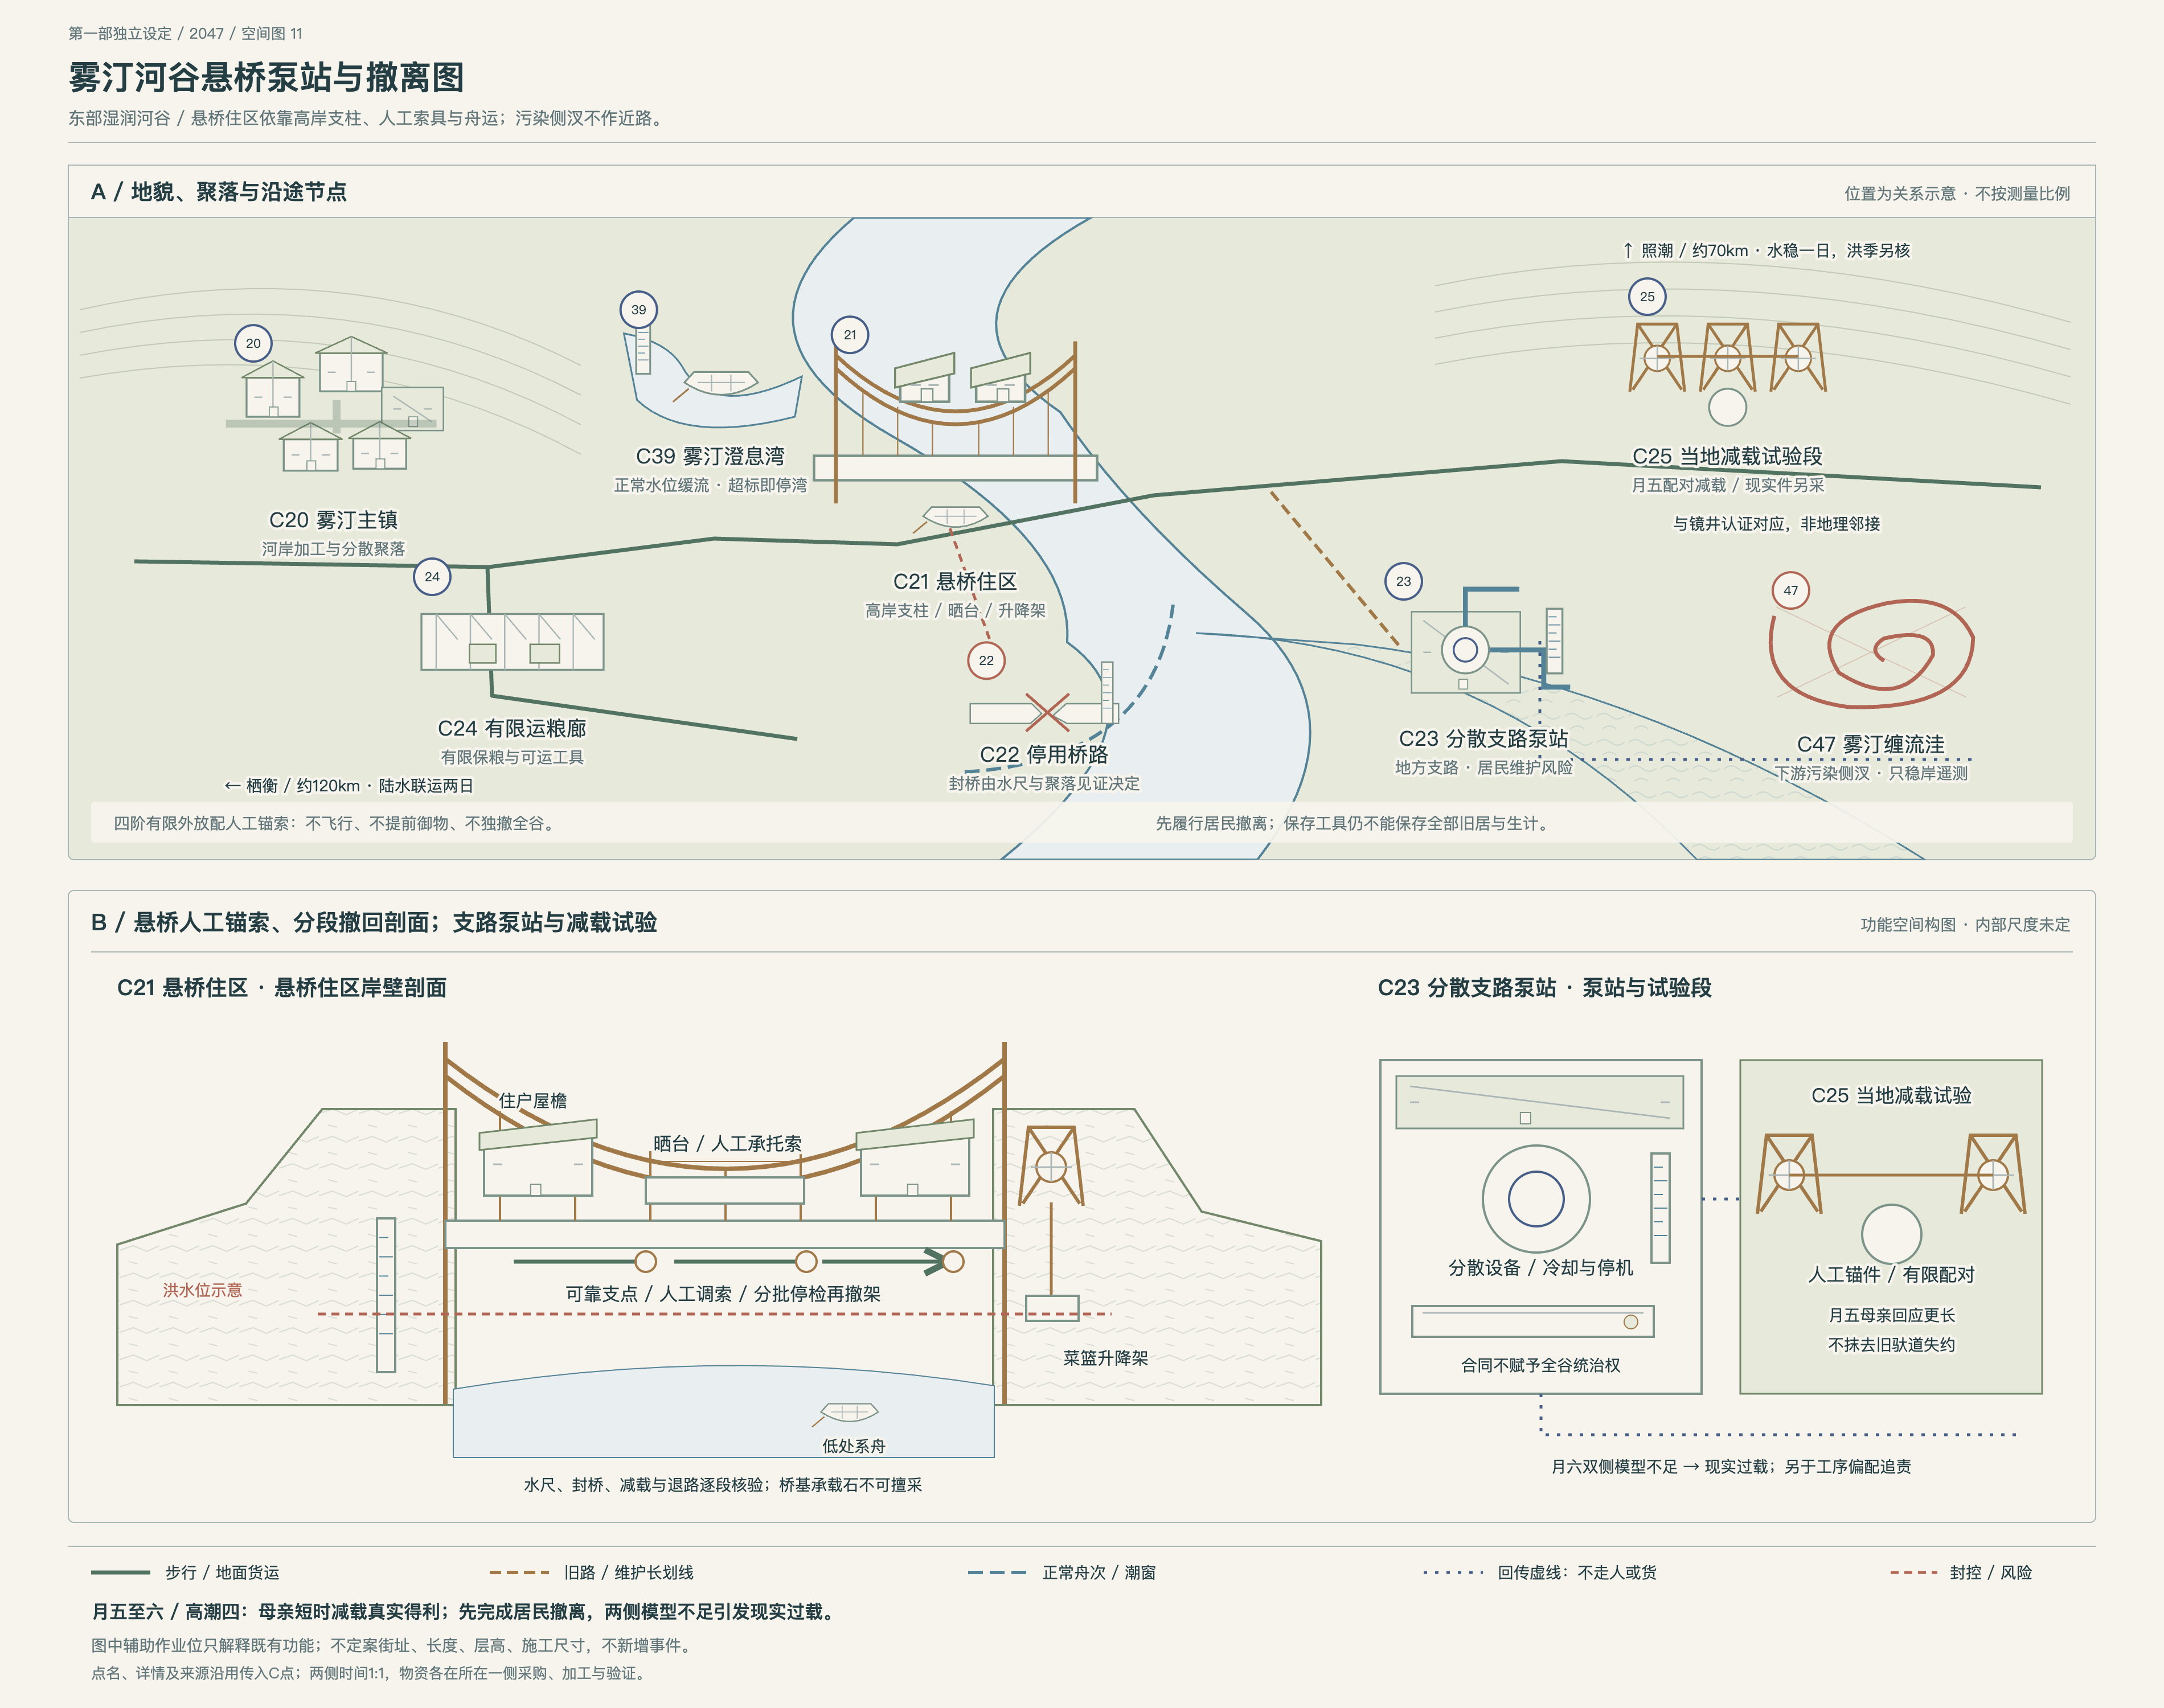 第一部独立设定 / 2047 / 空间图 11
雾汀河谷悬桥泵站与撤离图
东部湿润河谷 / 悬桥住区依靠高岸支柱、人工索具与舟运；污染侧汊不作近路。
A / 地貌、聚落与沿途节点
位置为关系示意 · 不按测量比例
↑ 照潮 / 约70km · 水稳一日，洪季另核
25
39
21
20
C39 雾汀澄息湾
正常水位缓流 · 超标即停湾
C25 当地减载试验段
月五配对减载 / 现实件另采
与镜井认证对应，非地理邻接
C20 雾汀主镇
河岸加工与分散聚落
24
C21 悬桥住区
高岸支柱 / 晒台 / 升降架
23
47
22
C24 有限运粮廊
有限保粮与可运工具
C22 停用桥路
封桥由水尺与聚落见证决定
C23 分散支路泵站
地方支路 · 居民维护风险
C47 雾汀缠流洼
下游污染侧汊 · 只稳岸遥测
← 栖衡 / 约120km · 陆水联运两日
四阶有限外放配人工锚索：不飞行、不提前御物、不独撤全谷。
先履行居民撤离；保存工具仍不能保存全部旧居与生计。
B / 悬桥人工锚索、分段撤回剖面；支路泵站与减载试验
功能空间构图 · 内部尺度未定
C21 悬桥住区 · 悬桥住区岸壁剖面
住户屋檐
晒台 / 人工承托索
洪水位示意
可靠支点 / 人工调索 / 分批停检再撤架
菜篮升降架
低处系舟
水尺、封桥、减载与退路逐段核验；桥基承载石不可擅采
C23 分散支路泵站 · 泵站与试验段
分散设备 / 冷却与停机
合同不赋予全谷统治权
C25 当地减载试验
人工锚件 / 有限配对
月五母亲回应更长
不抹去旧驮道失约
月六双侧模型不足 → 现实过载；另于工序偏配追责
步行 / 地面货运
旧路 / 维护长划线
正常舟次 / 潮窗
回传虚线：不走人或货
封控 / 风险
月五至六 / 高潮四：母亲短时减载真实得利；先完成居民撤离，两侧模型不足引发现实过载。
图中辅助作业位只解释既有功能；不定案街址、长度、层高、施工尺寸，不新增事件。
点名、详情及来源沿用传入C点；两侧时间1:1，物资各在所在一侧采购、加工与验证。